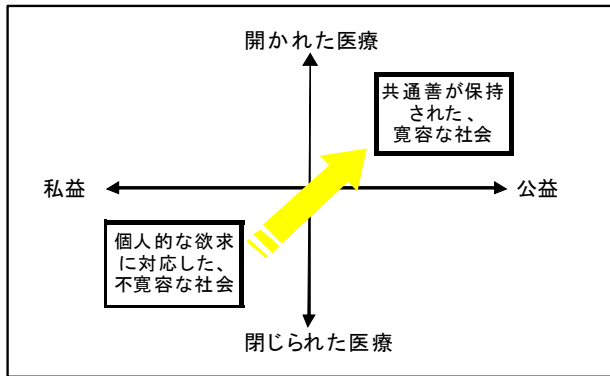 開かれた医療
共通善が保持
された、
寛容な社会
私益
公益
個人的な欲求
に対応した、
不寛容な社会
閉じられた医療